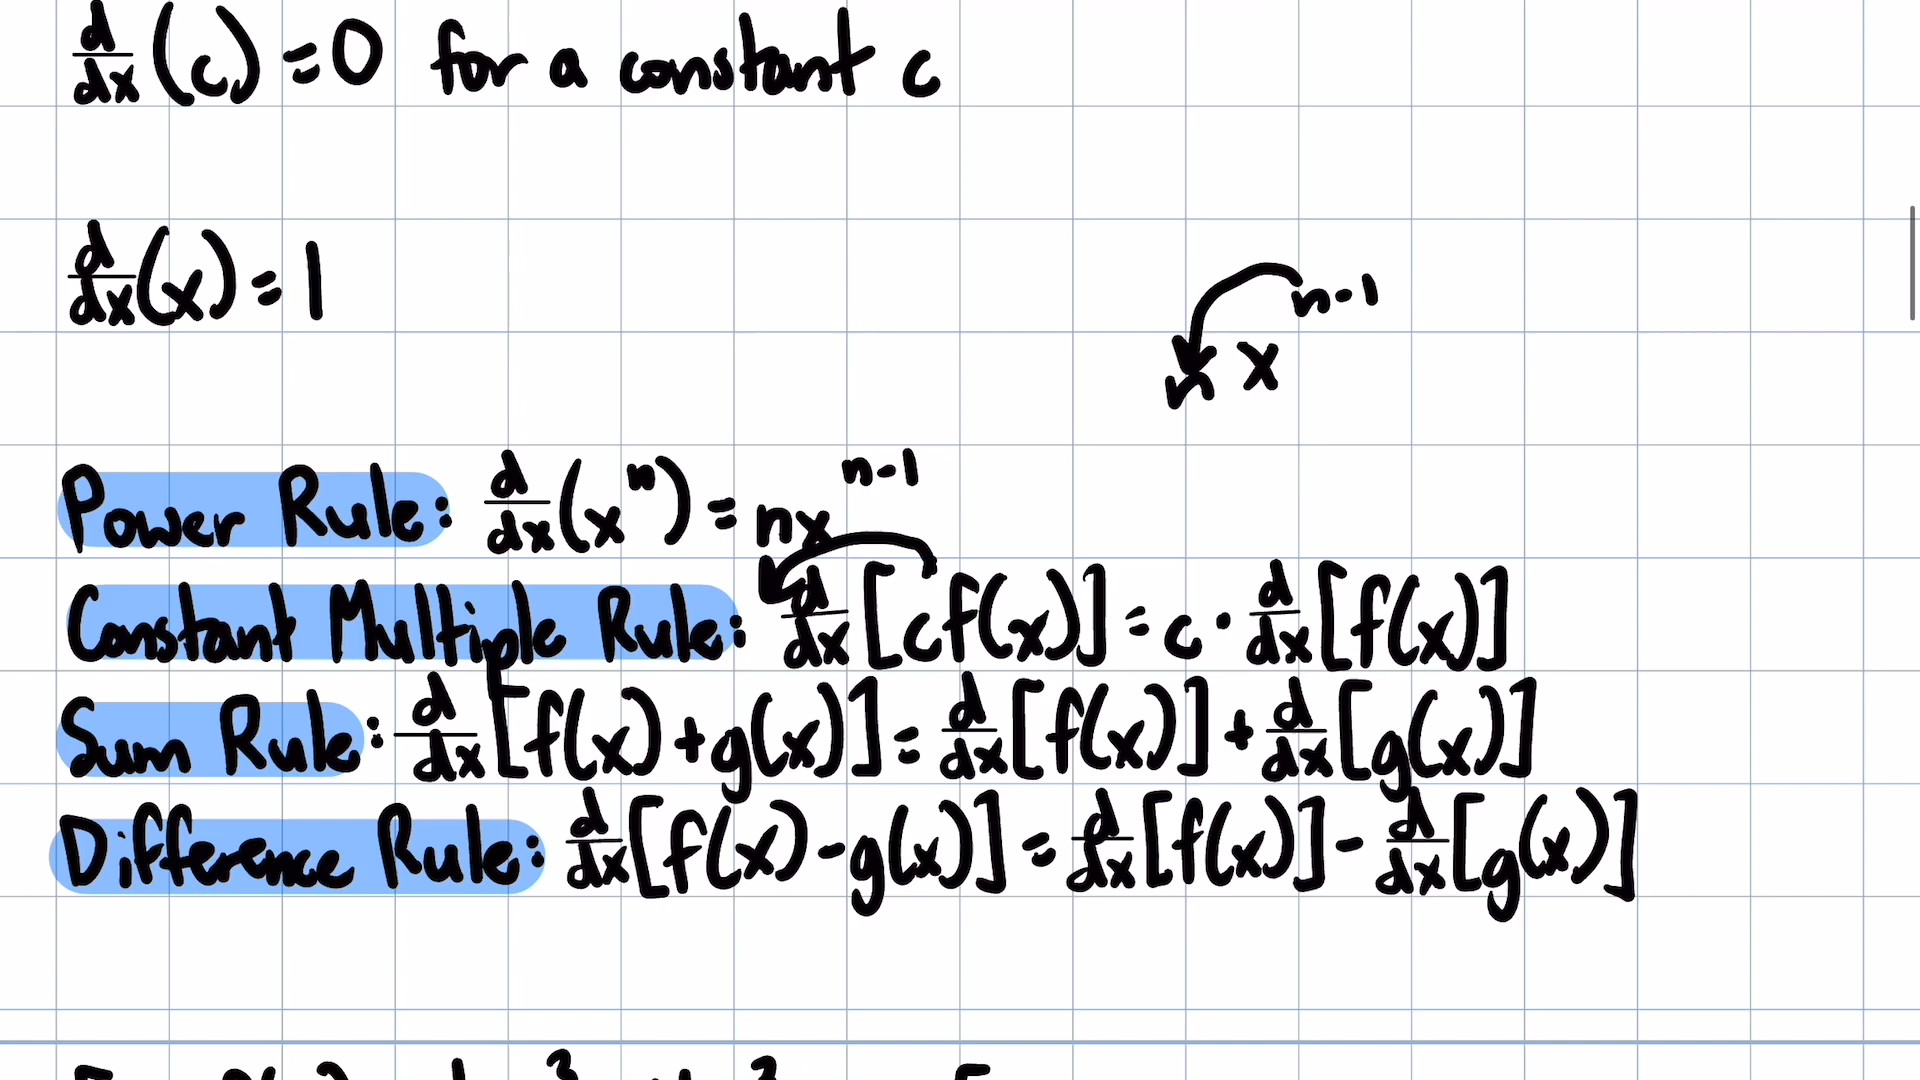 d/dx (c) = 0 for a constant c
d/dx (x) = 1
n x^(n-1)
Power Rule: d/dx (x^n) = nx^(n-1)
Constant Multiple Rule: d/dx [cf(x)] = c · d/dx [f(x)]
Sum Rule: d/dx [f(x) + g(x)] = d/dx [f(x)] + d/dx [g(x)]
Difference Rule: d/dx [f(x) - g(x)] = d/dx [f(x)] - d/dx [g(x)]